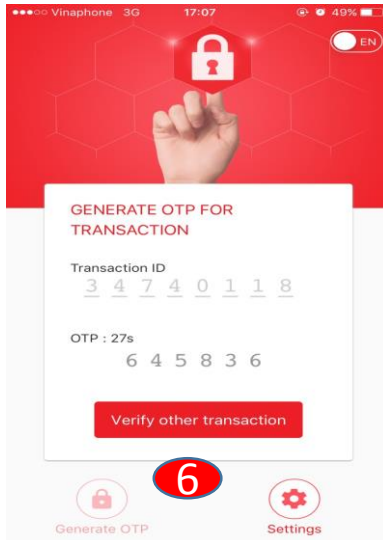 Vinaphone 3G 17:07 49%
EN
GENERATE OTP FOR
TRANSACTION
Transaction ID
3 4 7 4 0 1 1 8
OTP : 27s
6 4 5 8 3 6
Verify other transaction
6
Generate OTP Settings